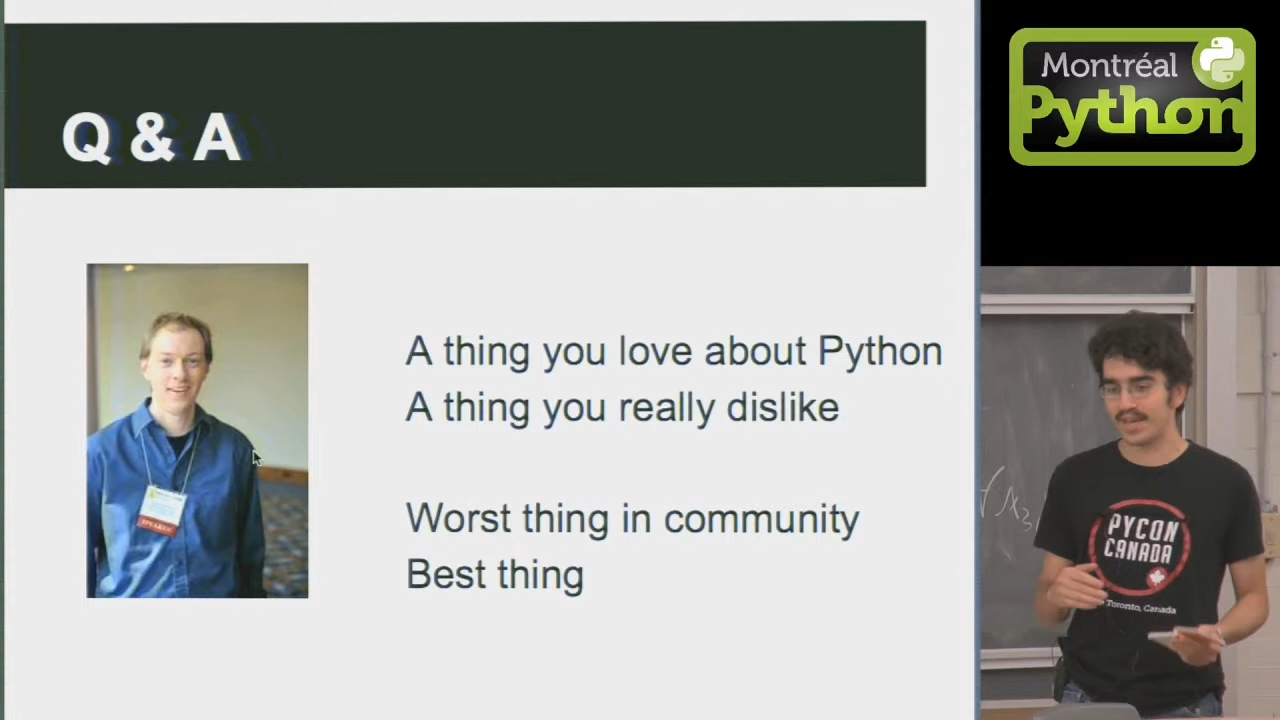 Q & A
A thing you love about Python
A thing you really dislike
Worst thing in community
Best thing
SPEAKER
Montréal
Python
PYCON
CANADA
Toronto, Canada